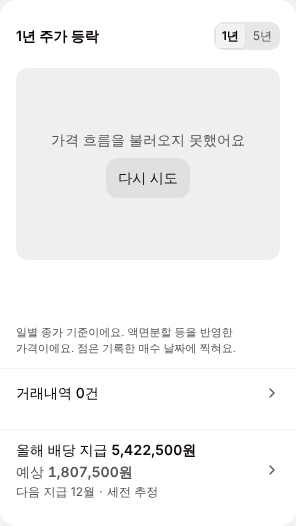 1년 주가 등락
1년 5년
가격 흐름을 불러오지 못했어요
다시 시도
일별 종가 기준이에요. 액면분할 등을 반영한
가격이에요. 점은 기록한 매수 날짜에 찍혀요.
거래내역 0건
올해 배당 지급 5,422,500원
예상 1,807,500원
다음 지급 12월 · 세전 추정